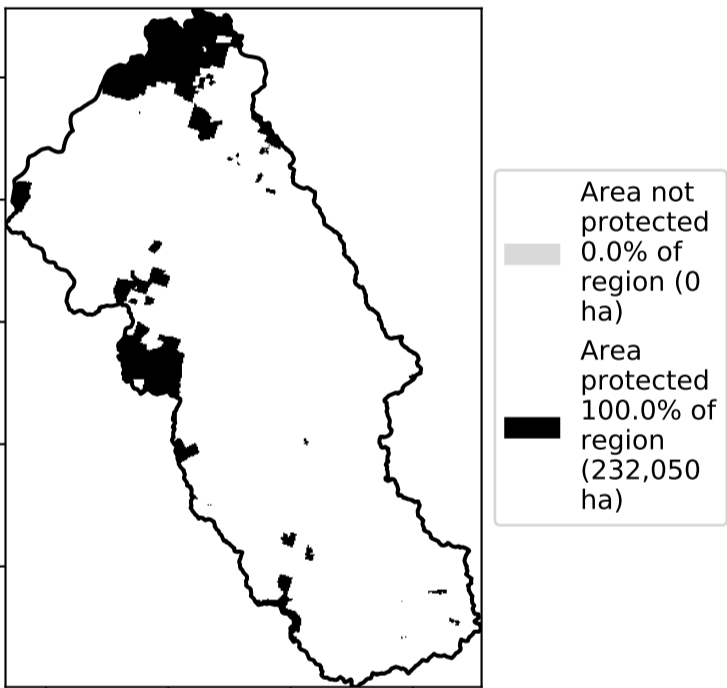 Area not
protected
0.0% of
region (0
ha)
Area
protected
100.0% of
region
(232,050
ha)